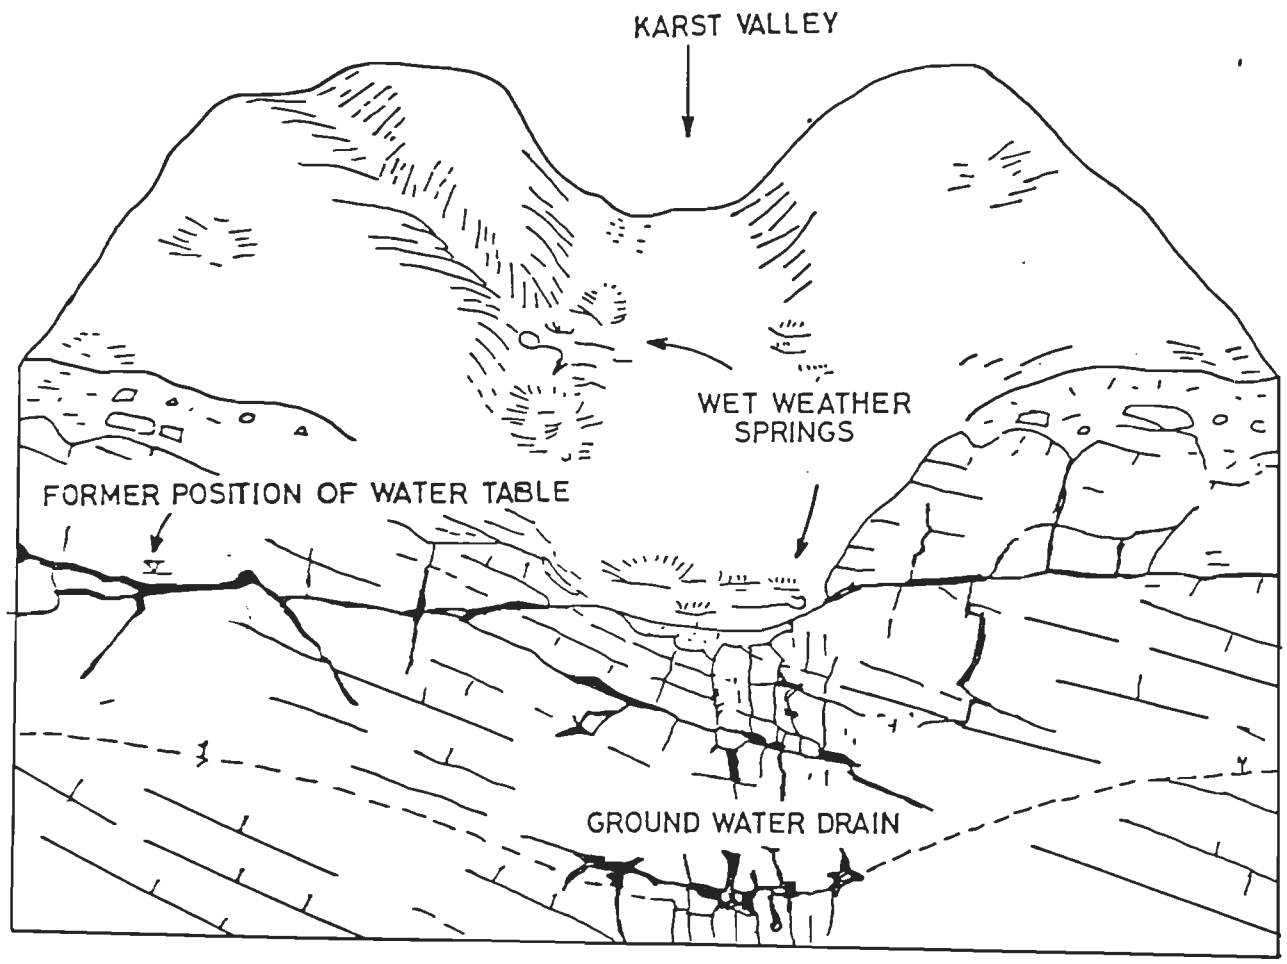 KARST VALLEY
WET WEATHER
SPRINGS
FORMER POSITION OF WATER TABLE
GROUND WATER DRAIN